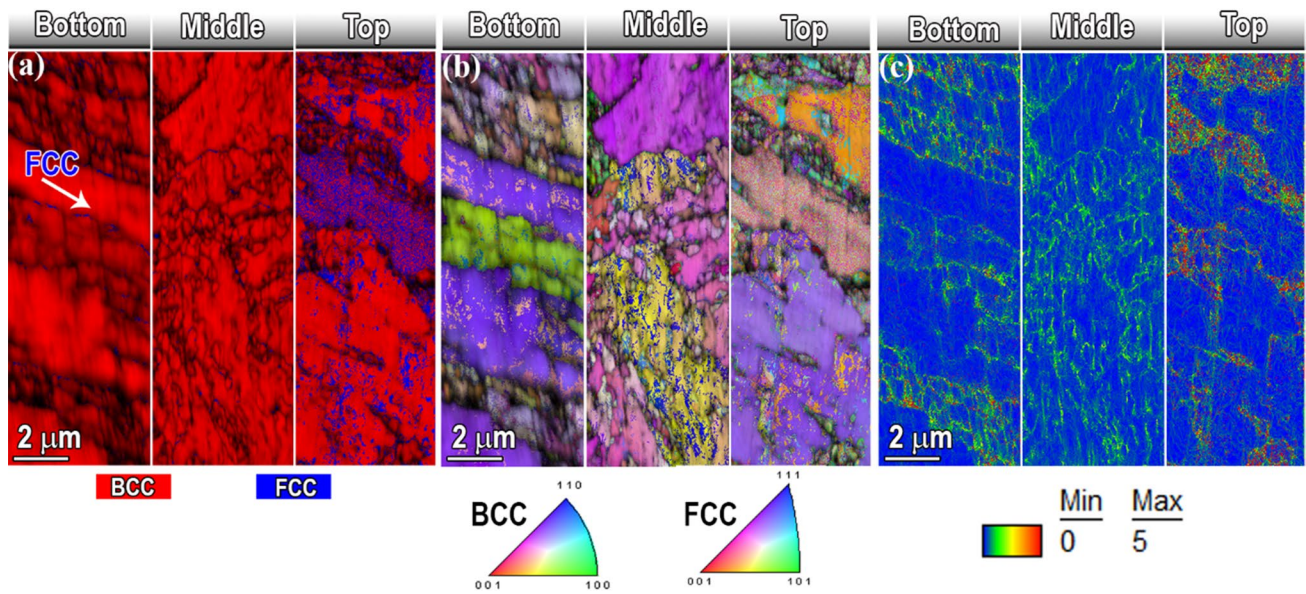 Bottom Middle Top Bottom Middle Top Bottom Middle Top
(a) (b) (c)
FCC
2 μm 2 μm 2 μm
BCC FCC
110 111
BCC FCC
001 100 001 101
Min Max
0 5